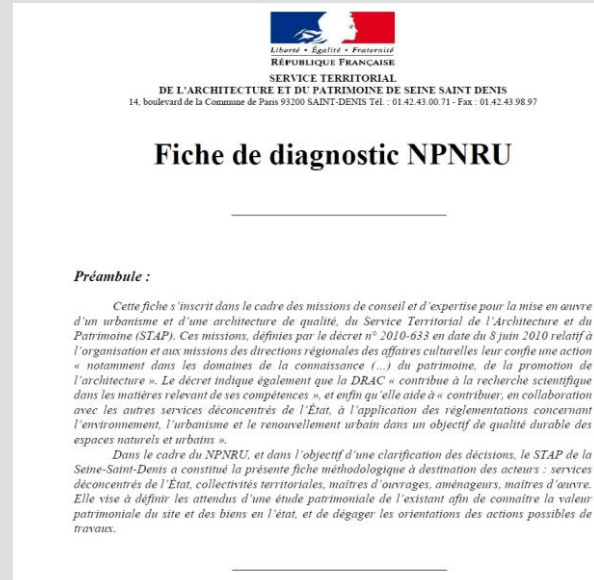 Liberté • Égalité • Fraternité
RÉPUBLIQUE FRANÇAISE
SERVICE TERRITORIAL
DE L'ARCHITECTURE ET DU PATRIMOINE DE SEINE SAINT DENIS
14, boulevard de la Commune de Paris 93200 SAINT-DENIS Tél. : 01.42.43.00.71 - Fax : 01.42.43.98.97
Fiche de diagnostic NPNRU
Préambule :
Cette fiche s'inscrit dans le cadre des missions de conseil et d'expertise pour la mise en œuvre
d'un urbanisme et d'une architecture de qualité, du Service Territorial de l'Architecture et du
Patrimoine (STAP). Ces missions, définies par le décret n° 2010-633 en date du 8 juin 2010 relatif à
l'organisation et aux missions des directions régionales des affaires culturelles leur confie une action
« notamment dans les domaines de la connaissance (...) du patrimoine, de la promotion de
l'architecture ». Le décret indique également que la DRAC « contribue à la recherche scientifique
dans les matières relevant de ses compétences », et enfin qu'elle aide à « contribuer, en collaboration
avec les autres services déconcentrés de l'État, à l'application des réglementations concernant
l'environnement, l'urbanisme et le renouvellement urbain dans un objectif de qualité durable des
espaces naturels et urbains ».
Dans le cadre du NPNRU, et dans l'objectif d'une clarification des décisions, le STAP de la
Seine-Saint-Denis a constitué la présente fiche méthodologique à destination des acteurs : services
déconcentrés de l'État, collectivités territoriales, maîtres d'ouvrages, aménageurs, maîtres d'œuvre.
Elle vise à définir les attendus d'une étude patrimoniale de l'existant afin de connaître la valeur
patrimoniale du site et des biens en l'état, et de dégager les orientations des actions possibles de
travaux.